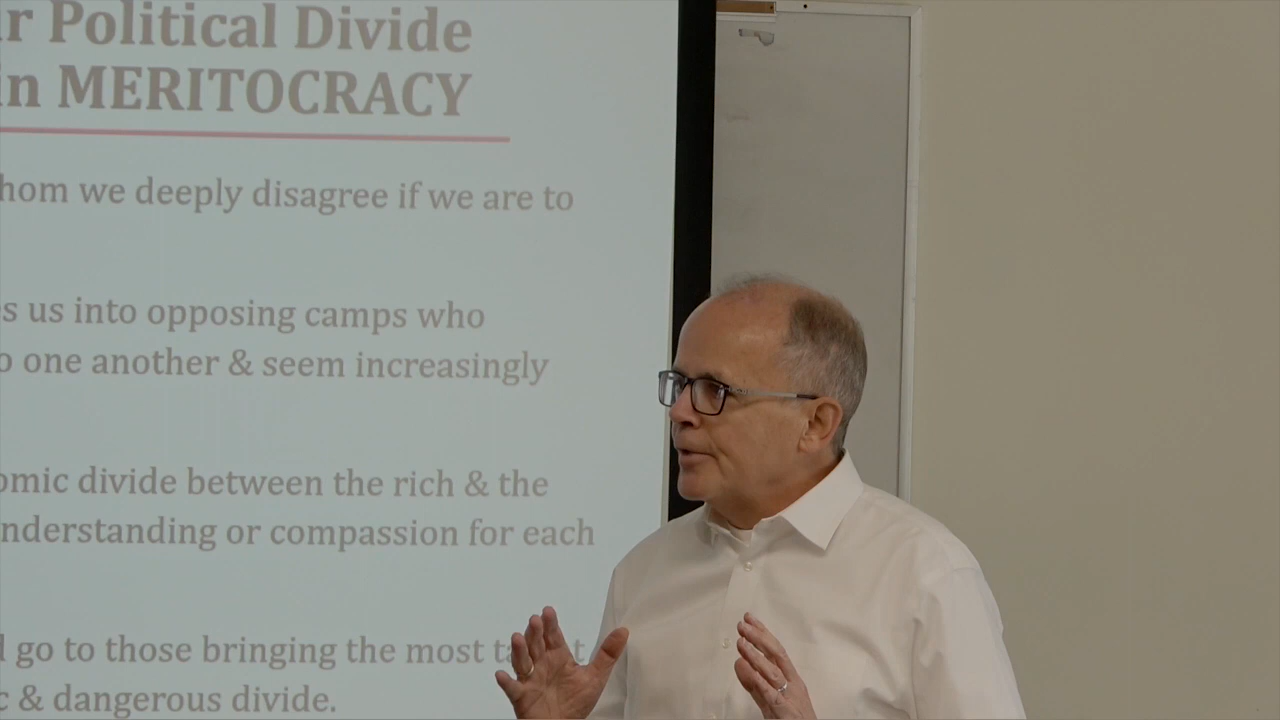 r Political Divide
in MERITOCRACY
hom we deeply disagree if we are to
s us into opposing camps who
o one another & seem increasingly
omic divide between the rich & the
nderstanding or compassion for each
l go to those bringing the most
c & dangerous divide.